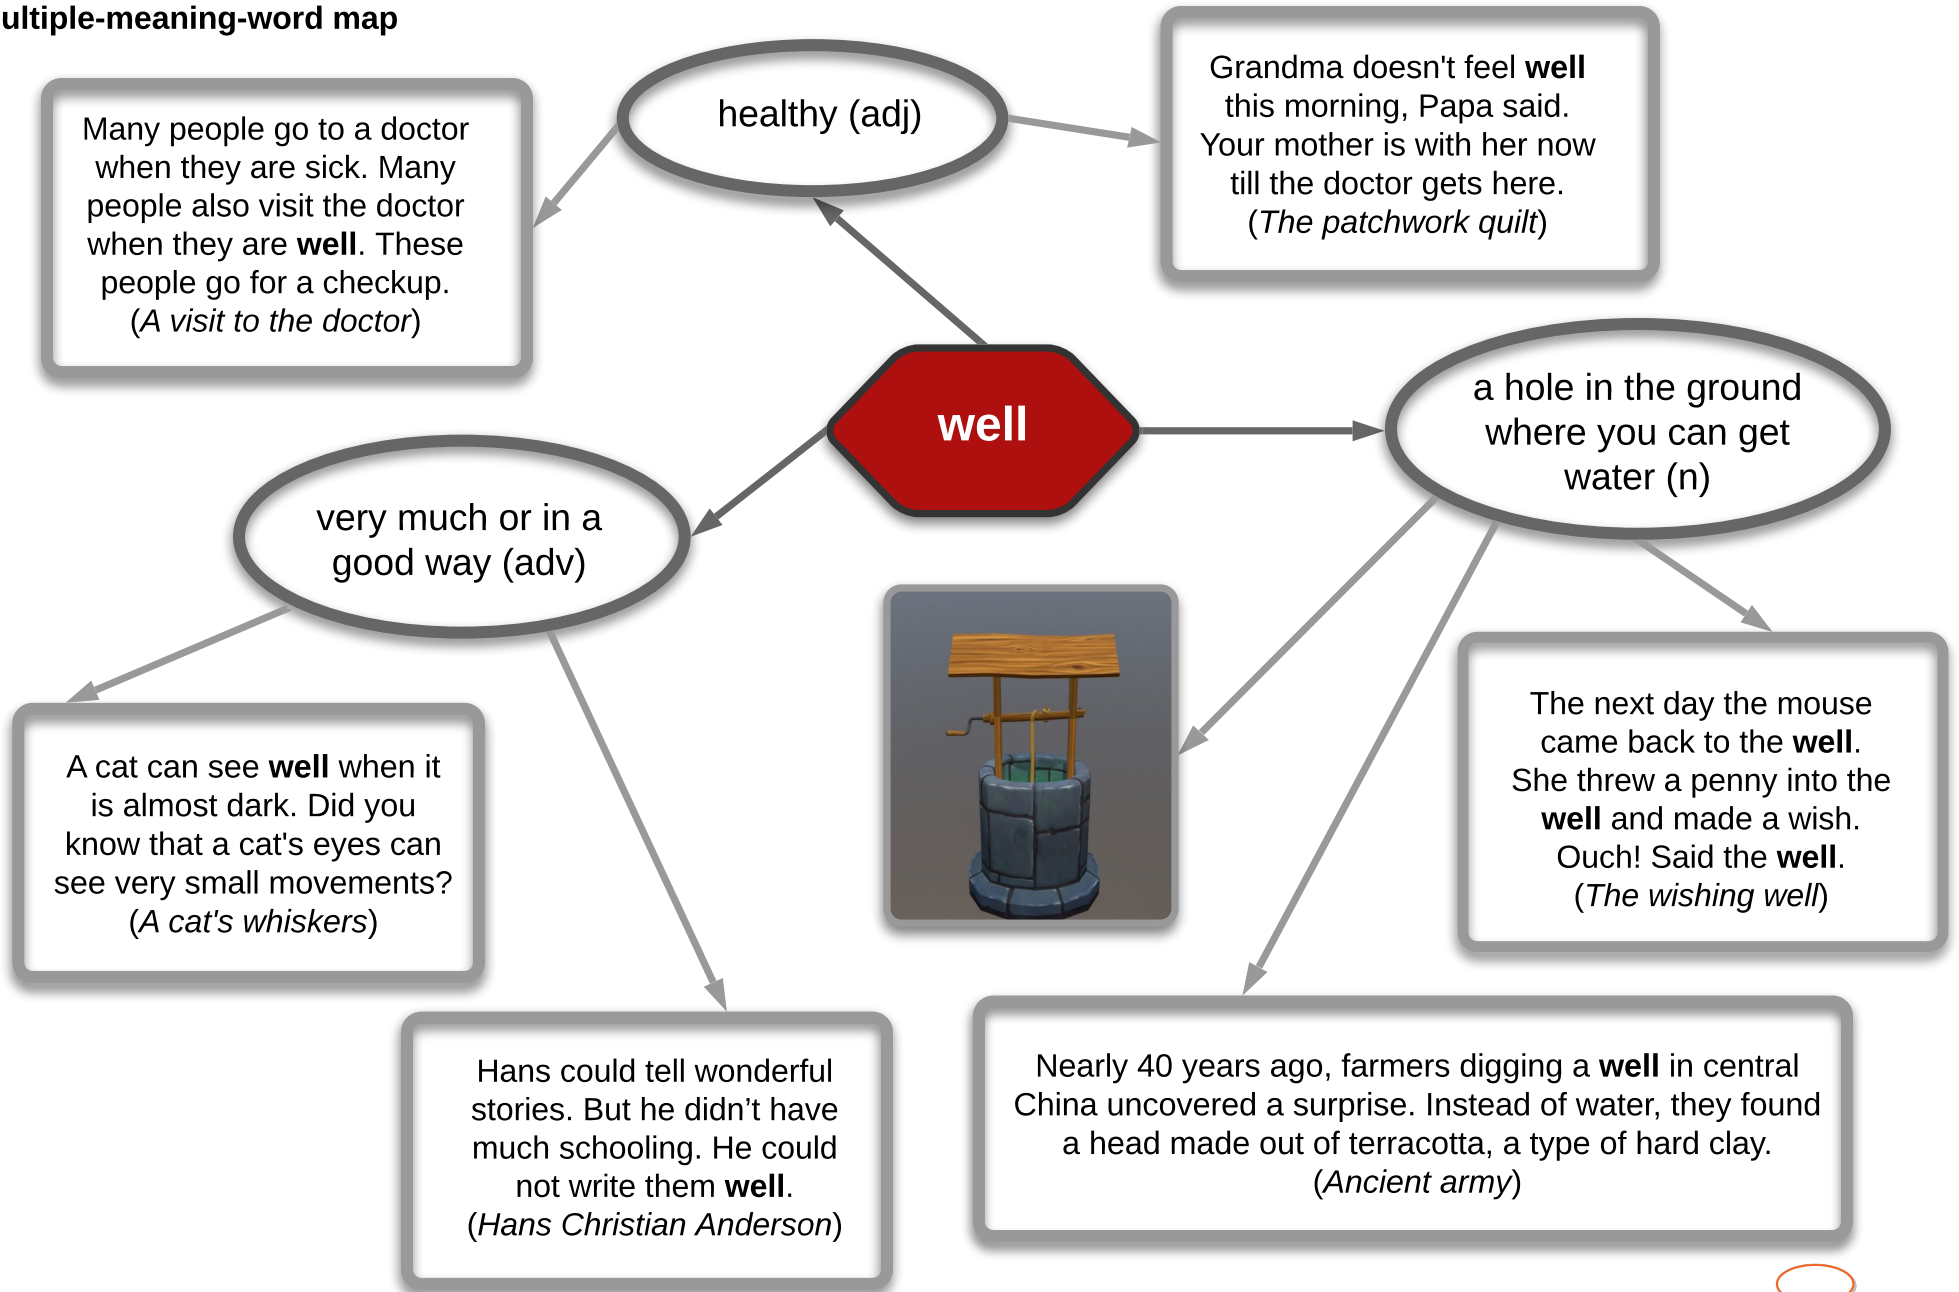 ultiple-meaning-word map
healthy (adj)
Grandma doesn't feel well
this morning, Papa said.
Your mother is with her now
till the doctor gets here.
(The patchwork quilt)
Many people go to a doctor
when they are sick. Many
people also visit the doctor
when they are well. These
people go for a checkup.
(A visit to the doctor)
well
a hole in the ground
where you can get
water (n)
very much or in a
good way (adv)
The next day the mouse
came back to the well.
She threw a penny into the
well and made a wish.
Ouch! Said the well.
(The wishing well)
A cat can see well when it
is almost dark. Did you
know that a cat's eyes can
see very small movements?
(A cat's whiskers)
Hans could tell wonderful
stories. But he didn’t have
much schooling. He could
not write them well.
(Hans Christian Anderson)
Nearly 40 years ago, farmers digging a well in central
China uncovered a surprise. Instead of water, they found
a head made out of terracotta, a type of hard clay.
(Ancient army)